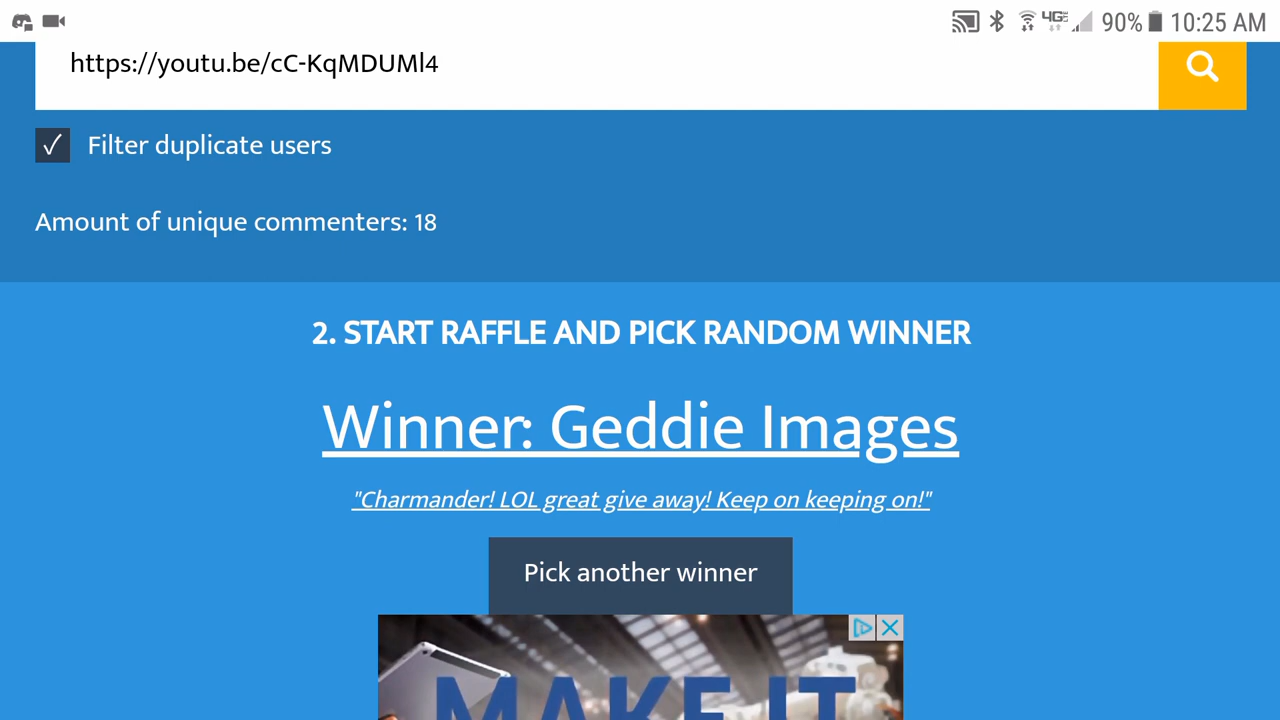 4G 90% 10:25 AM
https://youtu.be/cC-KqMDUMl4
✓ Filter duplicate users
Amount of unique commenters: 18
2. START RAFFLE AND PICK RANDOM WINNER
Winner: Geddie Images
"Charmander! LOL great give away! Keep on keeping on!"
Pick another winner
MAKE IT